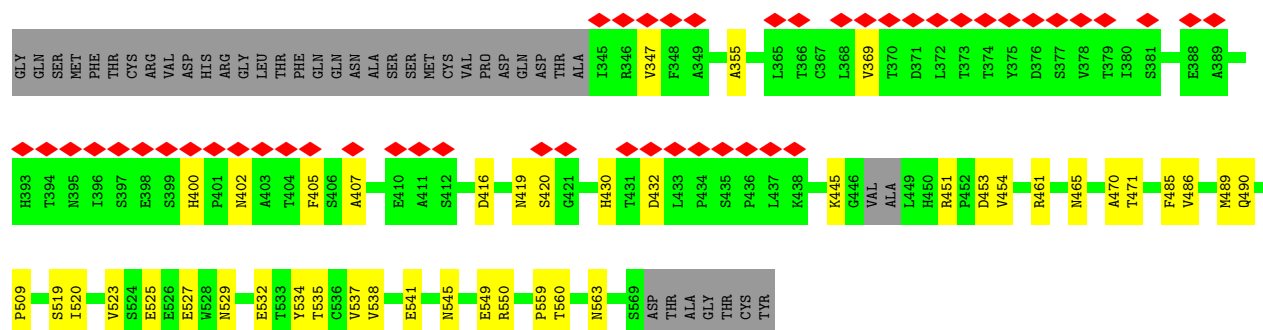 GLY GLN SER MET PHE THR CYS ARG VAL ASP HIS ARG GLY LEU THR PHE GLN GLN ASN ALA SER SER MET CYS VAL PRO ASP GLN ASP THR ALA I345 R346 V347 F348 A349 A355 L365 T366 C367 L368 V369 T370 D371 L372 T373 T374 Y375 D376 S377 V378 T379 I380 S381 E388 A389
H393 T394 N395 I396 S397 E398 S399 H400 P401 N402 A403 T404 F405 S406 A407 E410 A411 S412 D416 N419 S420 G421 H430 T431 D432 L433 P434 S435 P436 L437 K438 K445 G446 VAL ALA L449 H450 R451 P452 D453 V454 R461 N465 A470 T471 F485 V486 M489 Q490
P509 S519 I520 V523 S524 E525 E526 E527 W528 N529 E532 T533 Y534 T535 C536 V537 V538 E541 N545 E549 R550 P559 T560 N563 S569 ASP THR ALA GLY THR CYS TYR